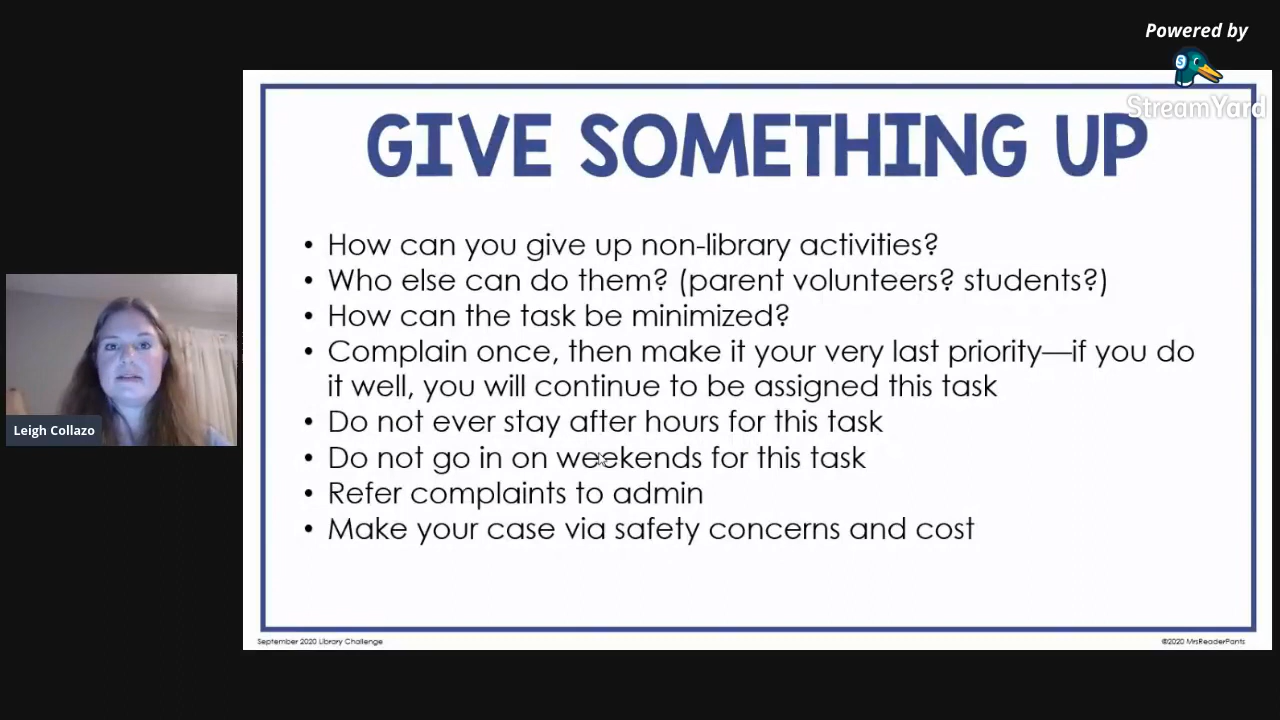 Powered by
StreamYard
GIVE SOMETHING UP
• How can you give up non-library activities?
• Who else can do them? (parent volunteers? students?)
• How can the task be minimized?
• Complain once, then make it your very last priority—if you do
it well, you will continue to be assigned this task
• Do not ever stay after hours for this task
• Do not go in on weekends for this task
• Refer complaints to admin
• Make your case via safety concerns and cost
Leigh Collazo
September 2020 Library Challenge
©2020 MrsReaderPants